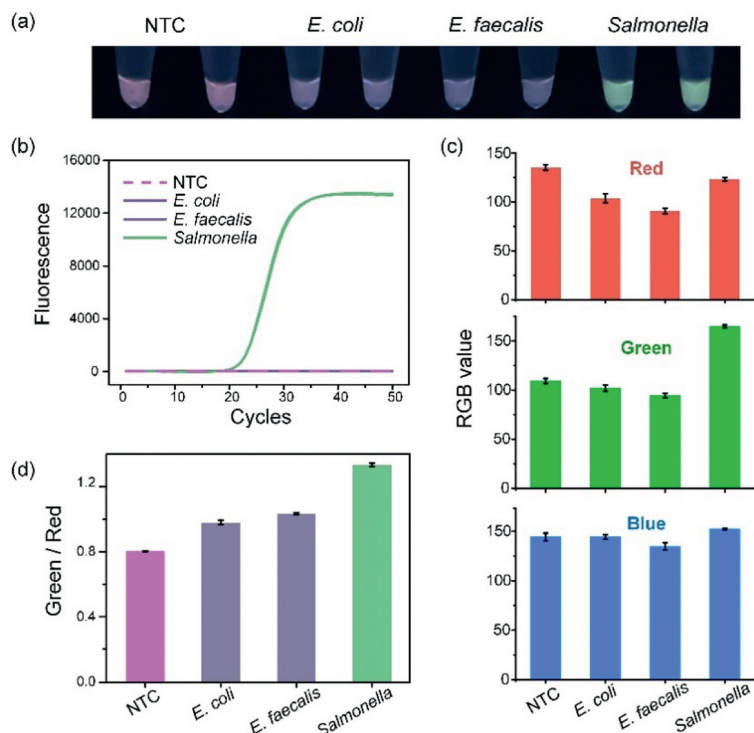 (a)
NTC E. coli E. faecalis Salmonella
(b)
16000
12000
8000
4000
0
Fluorescence
NTC
E. coli
E. faecalis
Salmonella
0 10 20 30 40 50
Cycles
(c)
150
100
50
0
Red
150
100
50
0
Green
150
100
50
0
Blue
RGB value
NTC E. coli E. faecalis Salmonella
(d)
1.2
0.8
0.4
0.0
Green / Red
NTC E. coli E. faecalis Salmonella